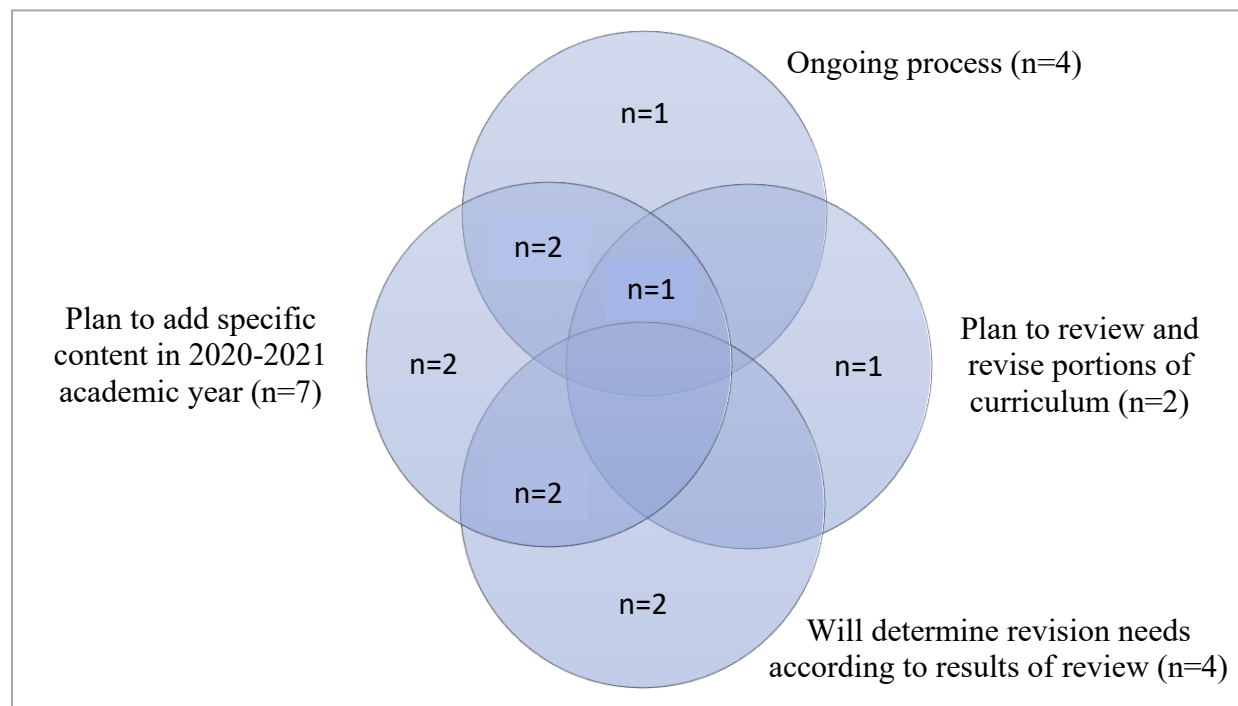 Ongoing process (n=4)
n=1
n=2
n=1
Plan to add specific
content in 2020-2021
academic year (n=7)
n=2
n=1
Plan to review and
revise portions of
curriculum (n=2)
n=2
n=2
Will determine revision needs
according to results of review (n=4)